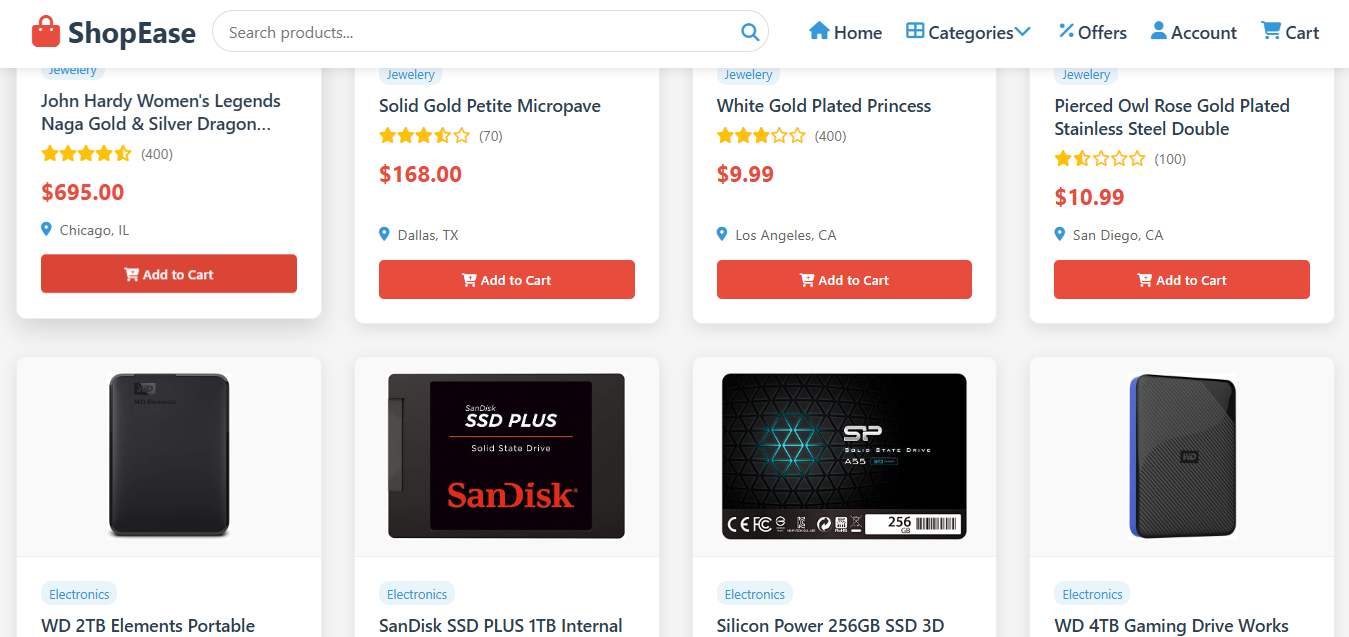 ShopEase
Search products...
Home
Categories
Offers
Account
Cart
Jewelery
John Hardy Women's Legends
Naga Gold & Silver Dragon...
(400)
$695.00
Chicago, IL
Add to Cart
Jewelery
Solid Gold Petite Micropave
(70)
$168.00
Dallas, TX
Add to Cart
Jewelery
White Gold Plated Princess
(400)
$9.99
Los Angeles, CA
Add to Cart
Jewelery
Pierced Owl Rose Gold Plated
Stainless Steel Double
(100)
$10.99
San Diego, CA
Add to Cart
WD
WD Elements
Electronics
WD 2TB Elements Portable
SanDisk
SSD PLUS
Solid State Drive
SanDisk®
Electronics
SanDisk SSD PLUS 1TB Internal
SP
SOLID STATE DRIVE
A55
CE FC
256
GB
Electronics
Silicon Power 256GB SSD 3D
WD
Electronics
WD 4TB Gaming Drive Works